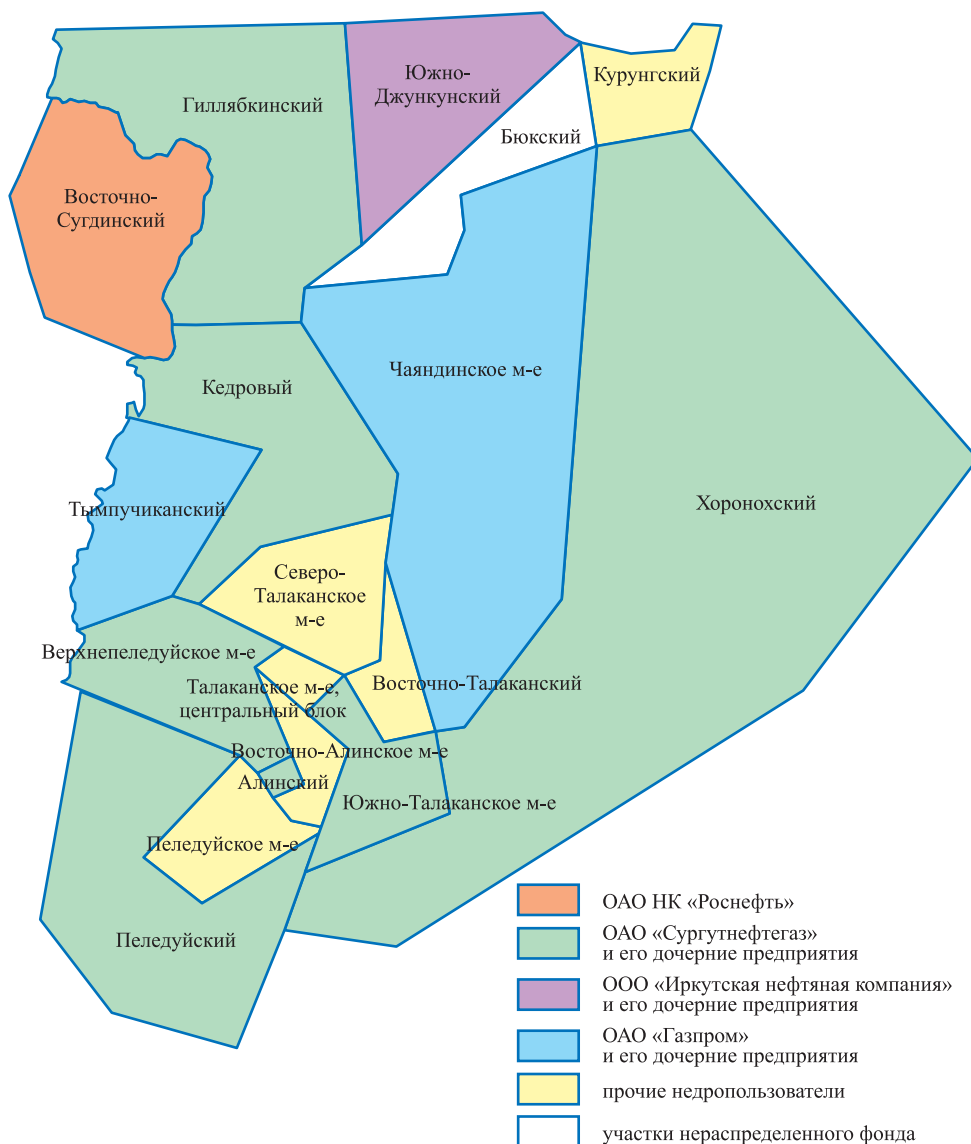 Южно-
Джункунский
Курунгский
Гиллябкинский
Бюкский
Восточно-
Сугдинский
Чаяндинское м-е
Кедровый
Хоронохский
Тымпучиканский
Северо-
Талаканское
м-е
Верхнепеледуйское м-е
Талаканское м-е,
центральный блок
Восточно-Талаканский
Восточно-Алинское м-е
Алинский
Южно-Талаканское м-е
Пеледуйское м-е
Пеледуйский
ОАО НК «Роснефть»
ОАО «Сургутнефтегаз»
и его дочерние предприятия
ООО «Иркутская нефтяная компания»
и его дочерние предприятия
ОАО «Газпром»
и его дочерние предприятия
прочие недропользователи
участки нераспределенного фонда